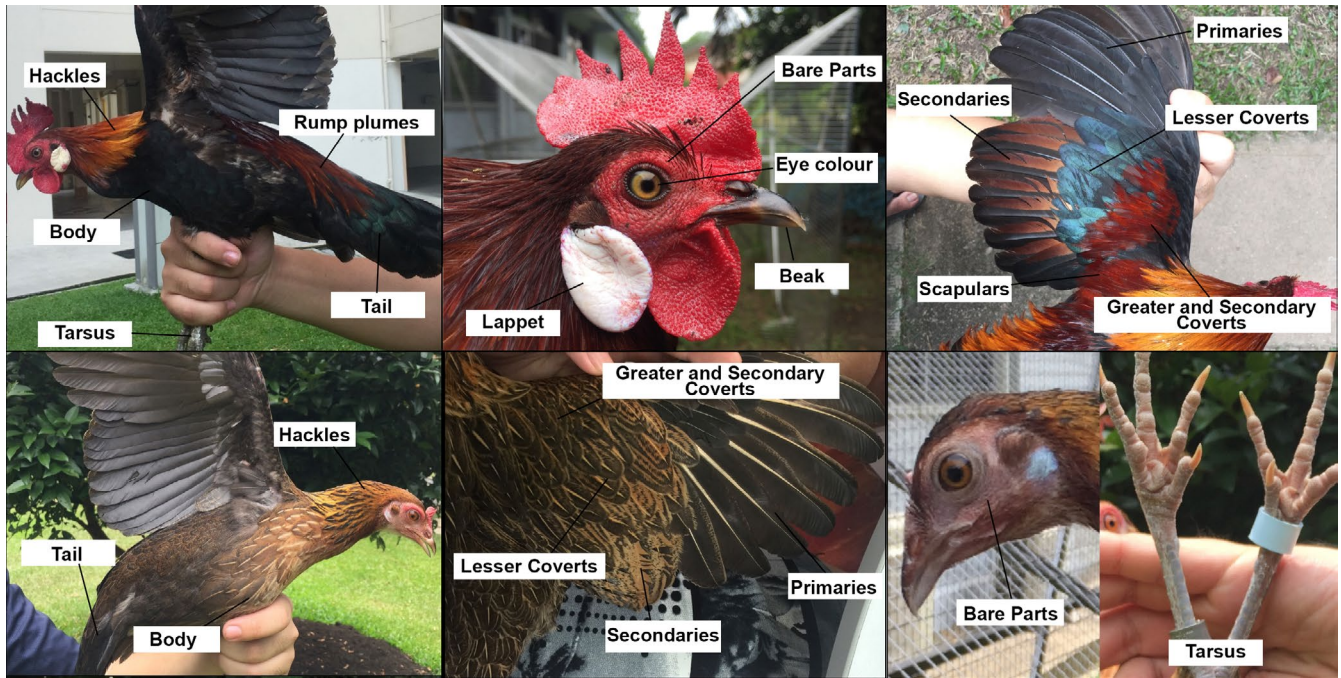 Hackles
Rump plumes
Body
Tail
Tarsus
Bare Parts
Eye colour
Beak
Lappet
Primaries
Secondaries
Lesser Coverts
Scapulars
Greater and Secondary
Coverts
Hackles
Tail
Body
Greater and Secondary
Coverts
Lesser Coverts
Primaries
Secondaries
Bare Parts
Tarsus